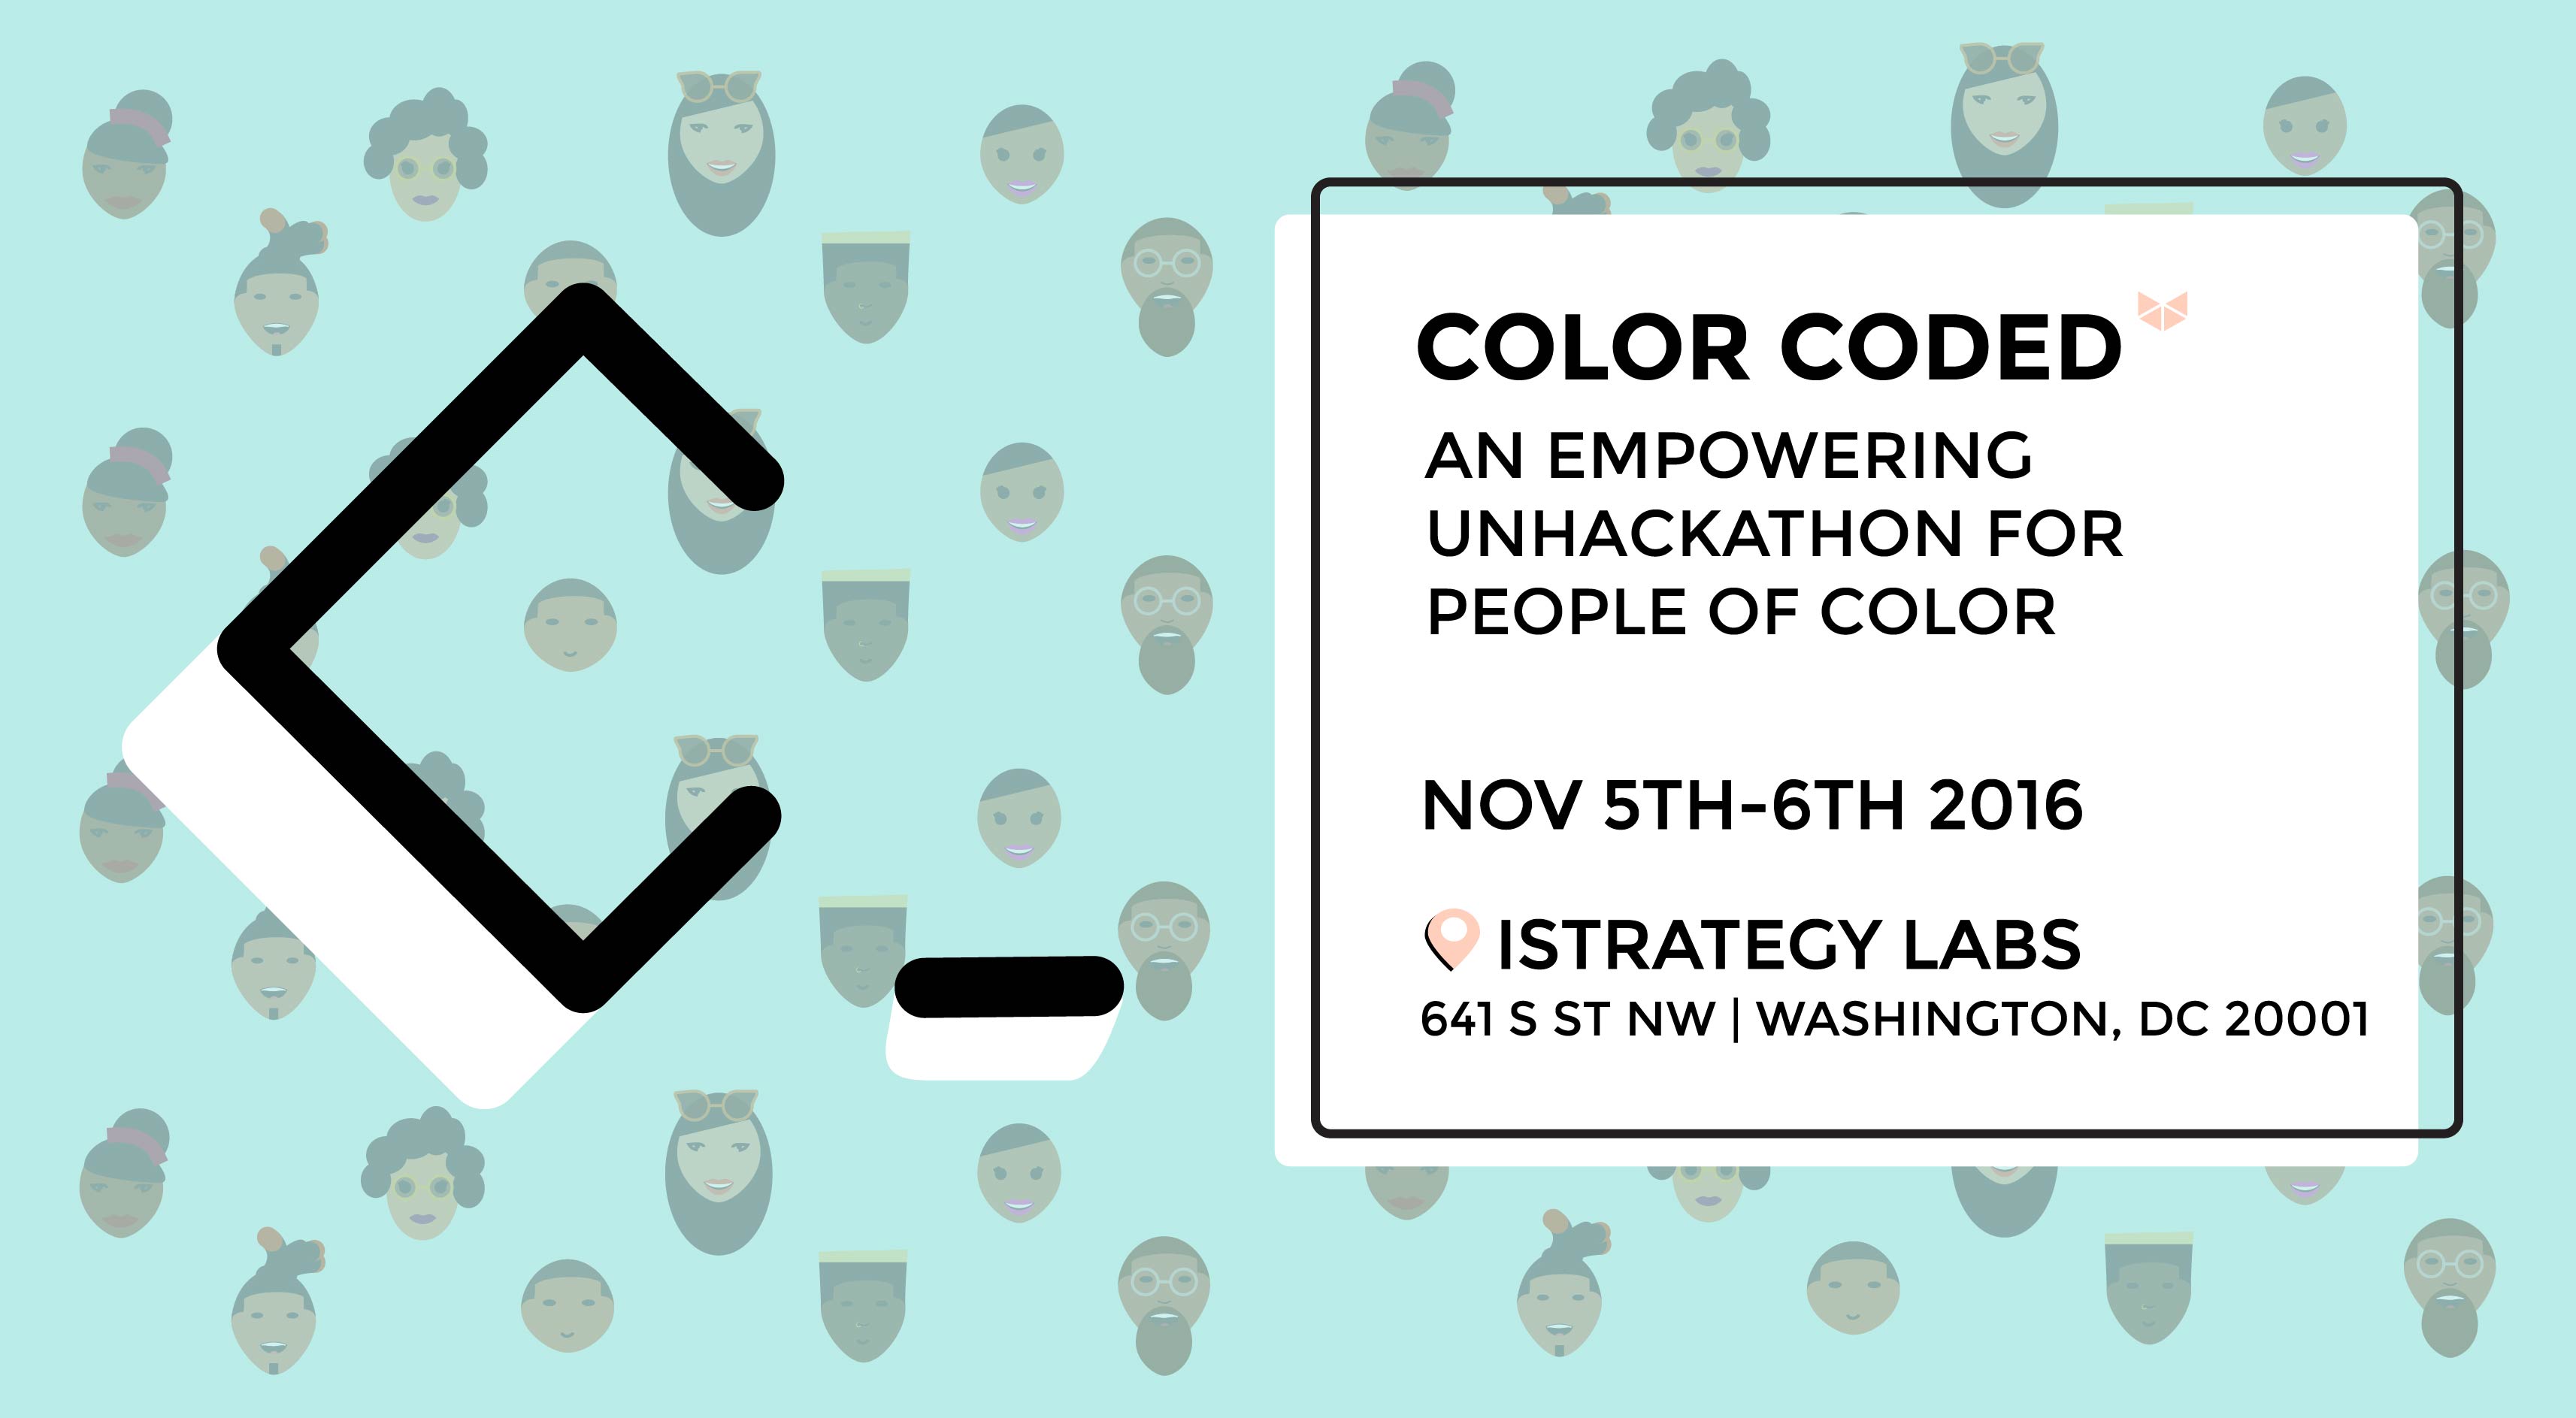 COLOR CODED
AN EMPOWERING
UNHACKATHON FOR
PEOPLE OF COLOR
NOV 5TH-6TH 2016
ISTRATEGY LABS
641 S ST NW | WASHINGTON, DC 20001